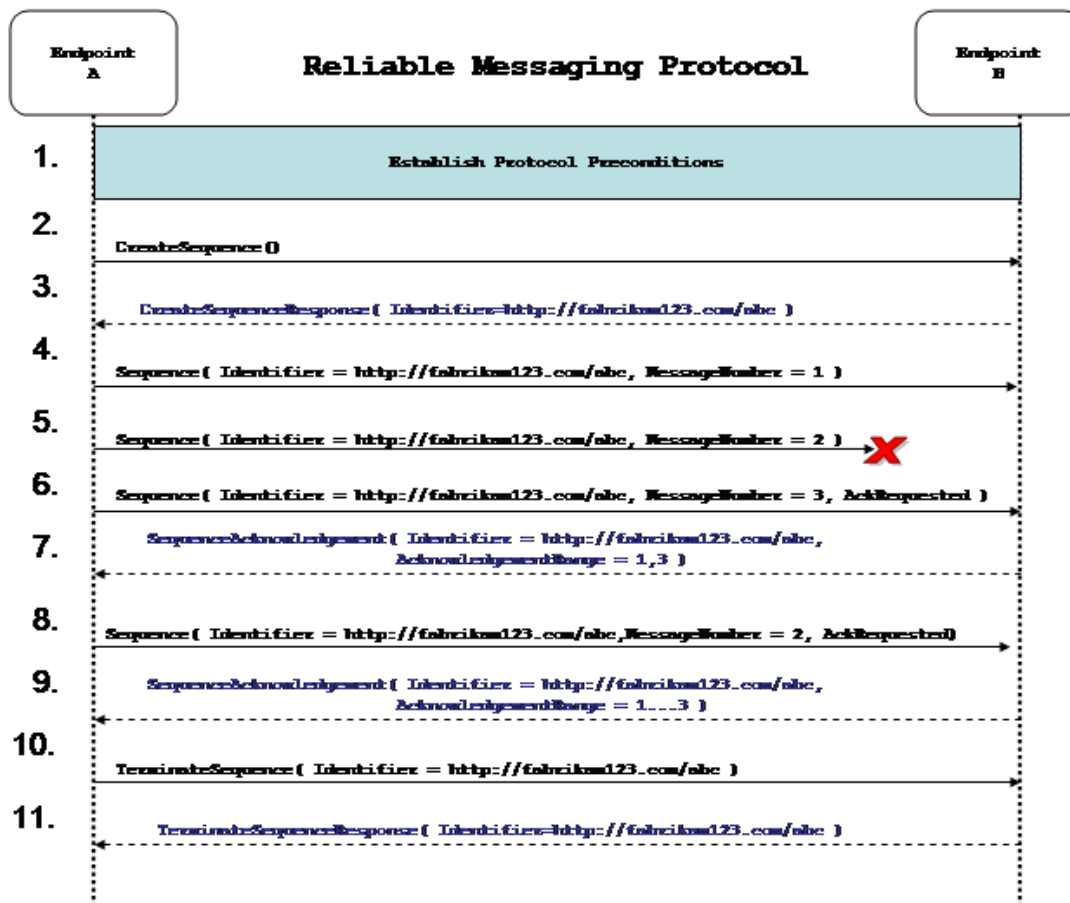 Endpoint
A
Reliable Messaging Protocol
Endpoint
B
1.
Establish Protocol Preconditions
2.
CreateSequence()
3.
CreateSequenceResponse( Identifier=http://fabrikam123.com/abc )
4.
Sequence( Identifier = http://fabrikam123.com/abc, MessageNumber = 1 )
5.
Sequence( Identifier = http://fabrikam123.com/abc, MessageNumber = 2 )
X
6.
Sequence( Identifier = http://fabrikam123.com/abc, MessageNumber = 3, AckRequested )
7.
SequenceAcknowledgement( Identifier = http://fabrikam123.com/abc,
AcknowledgementRange = 1,3 )
8.
Sequence( Identifier = http://fabrikam123.com/abc,MessageNumber = 2, AckRequested)
9.
SequenceAcknowledgement( Identifier = http://fabrikam123.com/abc,
AcknowledgementRange = 1...3 )
10.
TerminateSequence( Identifier = http://fabrikam123.com/abc )
11.
TerminateSequenceResponse( Identifier=http://fabrikam123.com/abc )